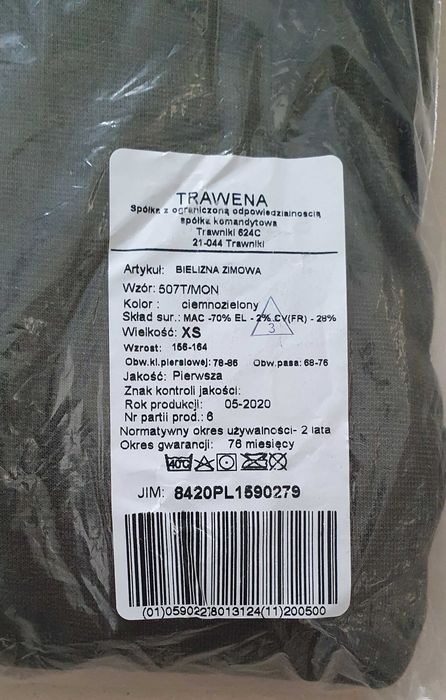 TRAWENA
Spółka z ograniczoną odpowiedzialnością
spółka komandytowa
Trawniki 624C
21-044 Trawniki
Artykuł: BIELIZNA ZIMOWA
Wzór: 507T/MON
Kolor : ciemnozielony
Skład sur.: MAC -70% EL - 2% CV(FR) - 28%
3
Wielkość: XS
Wzrost: 156-164
Obw.kl.piersiowej: 78-86 Obw.pasa: 68-76
Jakość: Pierwsza
Znak kontroli jakości:
Rok produkcji: 05-2020
Nr partii prod.: 6
Normatywny okres używalności- 2 lata
Okres gwarancji: 76 miesięcy
40°C
JIM: 8420PL1590279
(01)05902278013124(11)200500